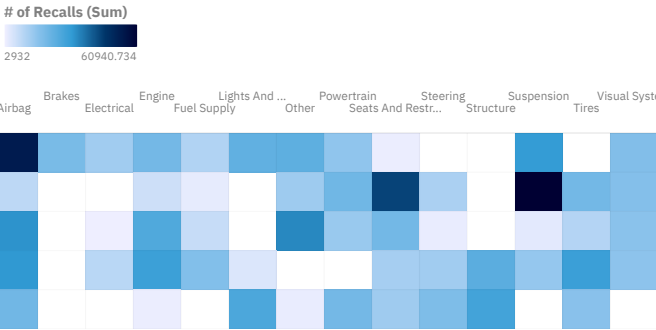 # of Recalls (Sum)
2932 60940.734
Brakes Engine Lights And ... Powertrain Steering Suspension Visual Syste
Airbag Electrical Fuel Supply Other Seats And Restr... Structure Tires